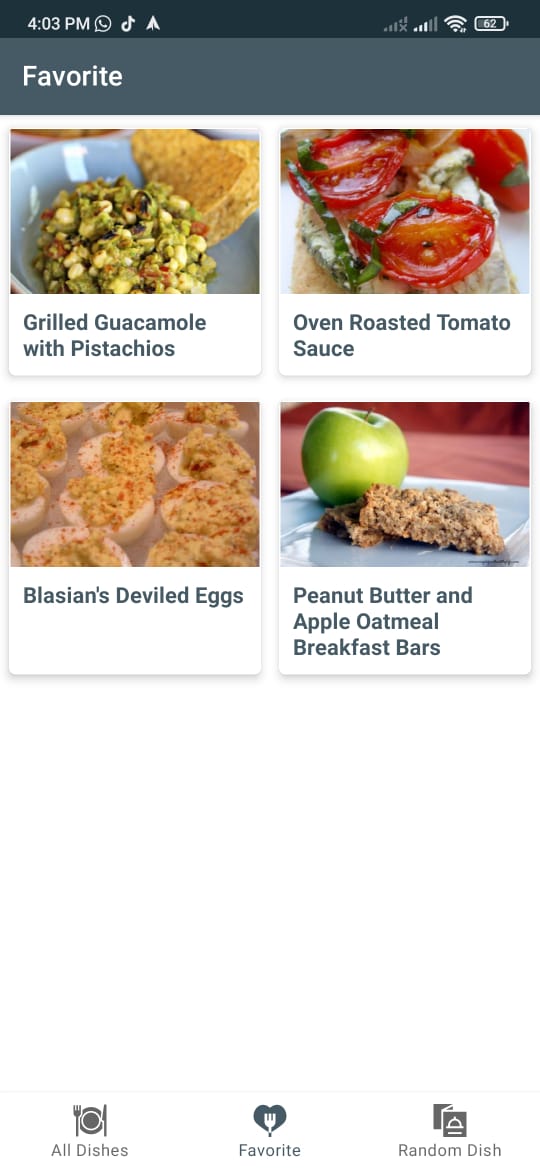 4:03 PM
62
Favorite
Grilled Guacamole
with Pistachios
Oven Roasted Tomato
Sauce
Blasian's Deviled Eggs
Peanut Butter and
Apple Oatmeal
Breakfast Bars
All Dishes
Favorite
Random Dish